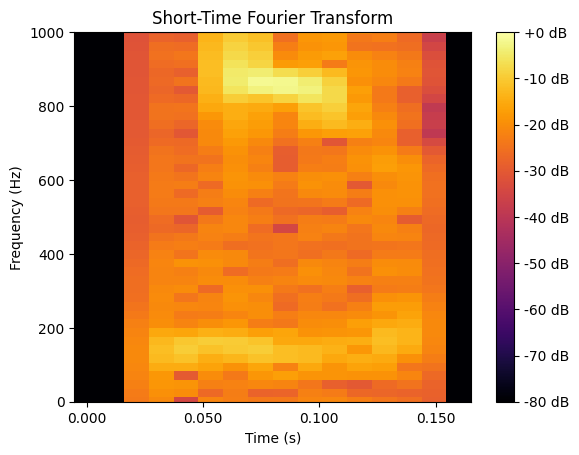 Short-Time Fourier Transform
1000
800
600
400
200
0
Frequency (Hz)
0.000
0.050
0.100
0.150
Time (s)
+0 dB
-10 dB
-20 dB
-30 dB
-40 dB
-50 dB
-60 dB
-70 dB
-80 dB